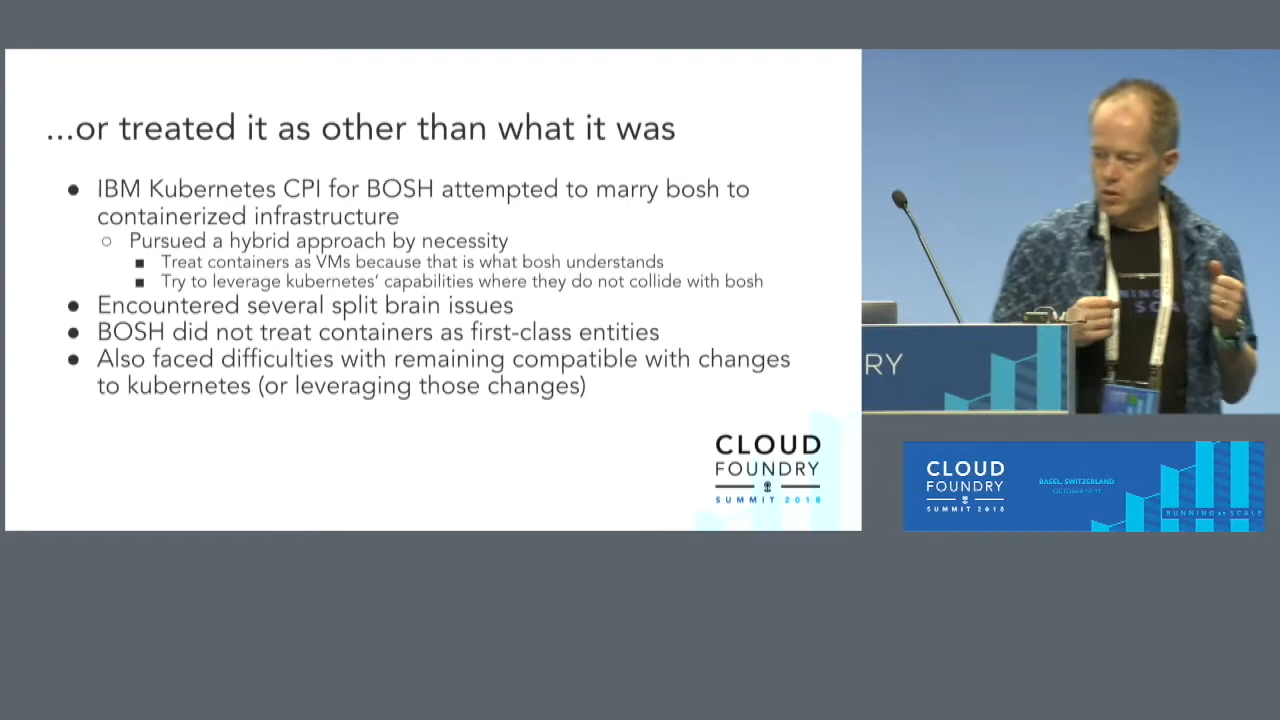 ...or treated it as other than what it was
● IBM Kubernetes CPI for BOSH attempted to marry bosh to
containerized infrastructure
○ Pursued a hybrid approach by necessity
■ Treat containers as VMs because that is what bosh understands
■ Try to leverage kubernetes’ capabilities where they do not collide with bosh
● Encountered several split brain issues
● BOSH did not treat containers as first-class entities
● Also faced difficulties with remaining compatible with changes
to kubernetes (or leveraging those changes)
CLOUD
FOUNDRY
SUMMIT 2018
RY
CLOUD
FOUNDRY
SUMMIT 2018
BASEL, SWITZERLAND
OCTOBER 10-11
RUNNING AT SCALE